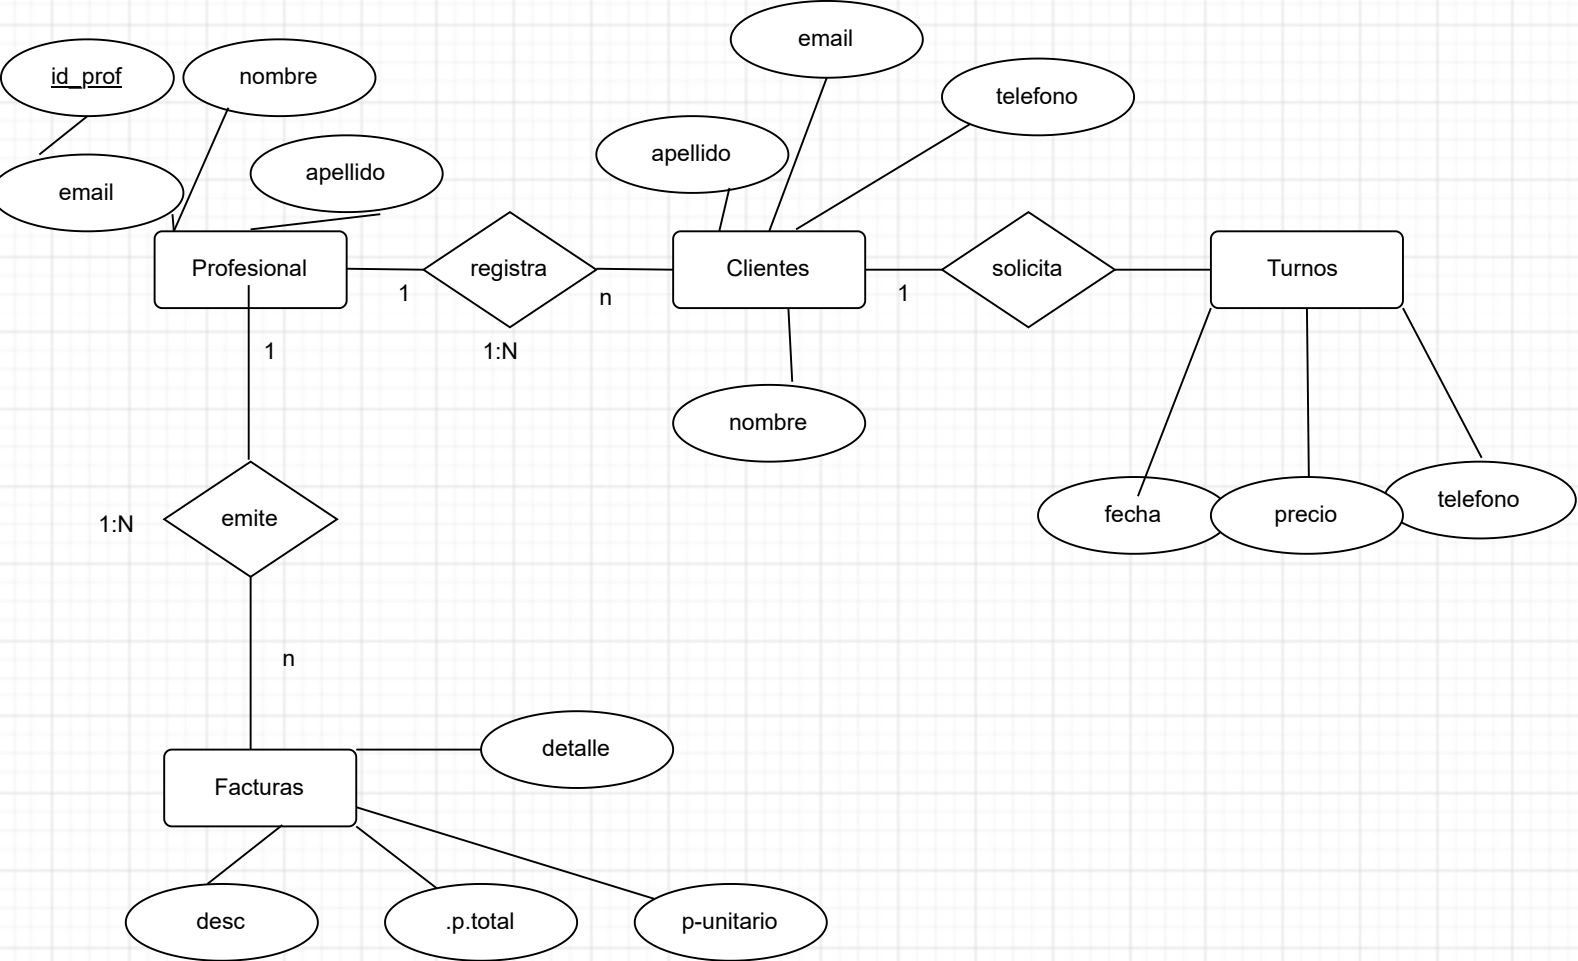 email
id_prof
nombre
telefono
apellido
apellido
email
Profesional
registra
Clientes
solicita
Turnos
1
n
1
1
1:N
nombre
fecha
precio
telefono
1:N
emite
n
detalle
Facturas
desc
.p.total
p-unitario